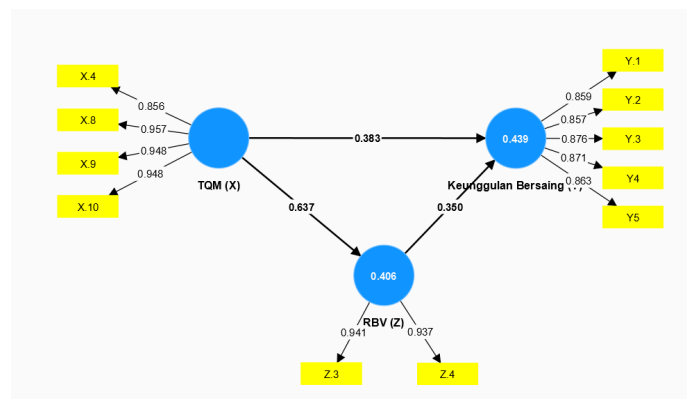 X.4
X.8
X.9
X.10
0.856
0.957
0.948
0.948
TQM (X)
0.383
0.637
0.350
0.439
Keunggulan Bersaing
0.859
0.857
0.876
0.871
0.863
Y.1
Y.2
Y.3
Y4
Y5
0.406
RBV (Z)
0.941
0.937
Z.3
Z.4